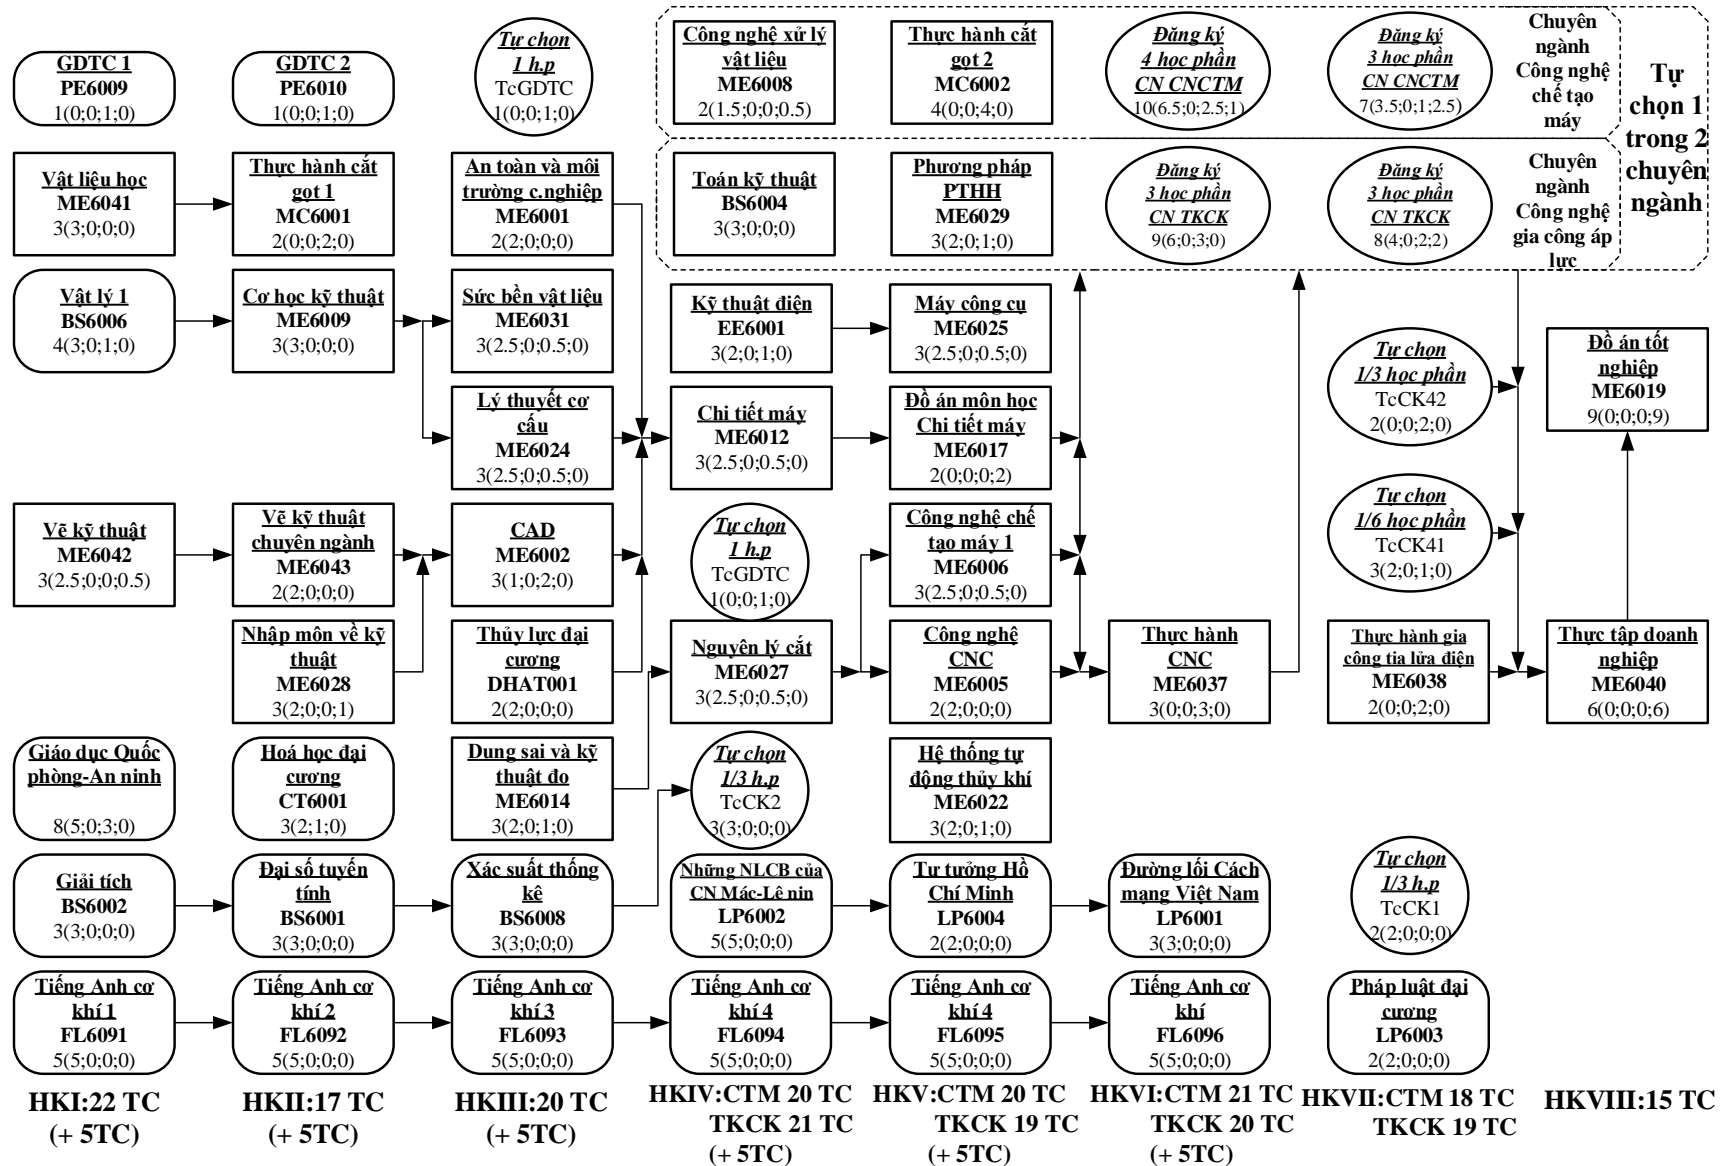 GDTC 1
PE6009
1(0;0;1;0)
GDTC 2
PE6010
1(0;0;1;0)
Tự chọn
1 h.p
TcGDTC
1(0;0;1;0)
Công nghệ xử lý
vật liệu
ME6008
2(1.5;0;0;0.5)
Thực hành cắt
gọt 2
MC6002
4(0;0;4;0)
Đăng ký
4 học phần
CN CNCTM
10(6.5;0;2.5;1)
Đăng ký
3 học phần
CN CNCTM
7(3.5;0;1;2.5)
Chuyên
ngành
Công nghệ
chế tạo
máy
Tự
chọn 1
trong 2
chuyên
ngành
Vật liệu học
ME6041
3(3;0;0;0)
Thực hành cắt
gọt 1
MC6001
2(0;0;2;0)
An toàn và môi
trường c.nghiệp
ME6001
2(2;0;0;0)
Toán kỹ thuật
BS6004
3(3;0;0;0)
Phương pháp
PTHH
ME6029
3(2;0;1;0)
Đăng ký
3 học phần
CN TKCK
9(6;0;3;0)
Đăng ký
3 học phần
CN TKCK
8(4;0;2;2)
Chuyên
ngành
Công nghệ
gia công áp
lực
Vật lý 1
BS6006
4(3;0;1;0)
Cơ học kỹ thuật
ME6009
3(3;0;0;0)
Sức bền vật liệu
ME6031
3(2.5;0;0.5;0)
Kỹ thuật điện
EE6001
3(2;0;1;0)
Máy công cụ
ME6025
3(2.5;0;0.5;0)
Tự chọn
1/3 học phần
TcCK42
2(0;0;2;0)
Đồ án tốt
nghiệp
ME6019
9(0;0;0;9)
Lý thuyết cơ
cấu
ME6024
3(2.5;0;0.5;0)
Chi tiết máy
ME6012
3(2.5;0;0.5;0)
Đồ án môn học
Chi tiết máy
ME6017
2(0;0;0;2)
Vẽ kỹ thuật
ME6042
3(2.5;0;0;0.5)
Vẽ kỹ thuật
chuyên ngành
ME6043
2(2;0;0;0)
CAD
ME6002
3(1;0;2;0)
Tự chọn
1 h.p
TcGDTC
1(0;0;1;0)
Công nghệ chế
tạo máy 1
ME6006
3(2.5;0;0.5;0)
Tự chọn
1/6 học phần
TcCK41
3(2;0;1;0)
Nhập môn về kỹ
thuật
ME6028
3(2;0;0;1)
Thủy lực đại
cương
DHAT001
2(2;0;0;0)
Nguyên lý cắt
ME6027
3(2.5;0;0.5;0)
Công nghệ
CNC
ME6005
2(2;0;0;0)
Thực hành
CNC
ME6037
3(0;0;3;0)
Thực hành gia
công tia lửa điện
ME6038
2(0;0;2;0)
Thực tập doanh
nghiệp
ME6040
6(0;0;0;6)
Giáo dục Quốc
phòng-An ninh
8(5;0;3;0)
Hoá học đại
cương
CT6001
3(2;1;0)
Dung sai và kỹ
thuật đo
ME6014
3(2;0;1;0)
Tự chọn
1/3 h.p
TcCK2
3(3;0;0;0)
Hệ thống tự
động thủy khí
ME6022
3(2;0;1;0)
Giải tích
BS6002
3(3;0;0;0)
Đại số tuyến
tính
BS6001
3(3;0;0;0)
Xác suất thống
kê
BS6008
3(3;0;0;0)
Những NLCB của
CN Mác-Lê nin
LP6002
5(5;0;0;0)
Tư tưởng Hồ
Chí Minh
LP6004
2(2;0;0;0)
Đường lối Cách
mạng Việt Nam
LP6001
3(3;0;0;0)
Tự chọn
1/3 h.p
TcCK1
2(2;0;0;0)
Tiếng Anh cơ
khí 1
FL6091
5(5;0;0;0)
Tiếng Anh cơ
khí 2
FL6092
5(5;0;0;0)
Tiếng Anh cơ
khí 3
FL6093
5(5;0;0;0)
Tiếng Anh cơ
khí 4
FL6094
5(5;0;0;0)
Tiếng Anh cơ
khí 4
FL6095
5(5;0;0;0)
Tiếng Anh cơ
khí
FL6096
5(5;0;0;0)
Pháp luật đại
cương
LP6003
2(2;0;0;0)
HKI:22 TC
(+ 5TC)
HKII:17 TC
(+ 5TC)
HKIII:20 TC
(+ 5TC)
HKIV:CTM 20 TC
TKCK 21 TC
(+ 5TC)
HKV:CTM 20 TC
TKCK 19 TC
(+ 5TC)
HKVI:CTM 21 TC
TKCK 20 TC
(+ 5TC)
HKVII:CTM 18 TC
TKCK 19 TC
HKVIII:15 TC